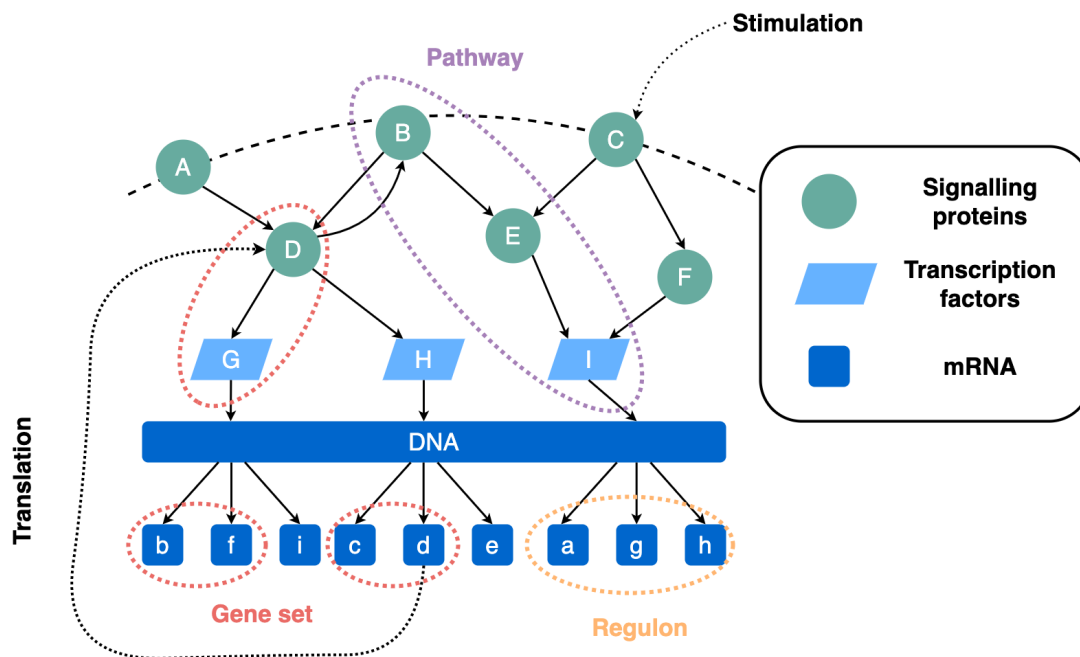 Stimulation
Pathway
B
C
A
Signalling
proteins
E
D
F
Transcription
factors
G
H
I
mRNA
DNA
Translation
b
f
i
c
d
e
a
g
h
Gene set
Regulon